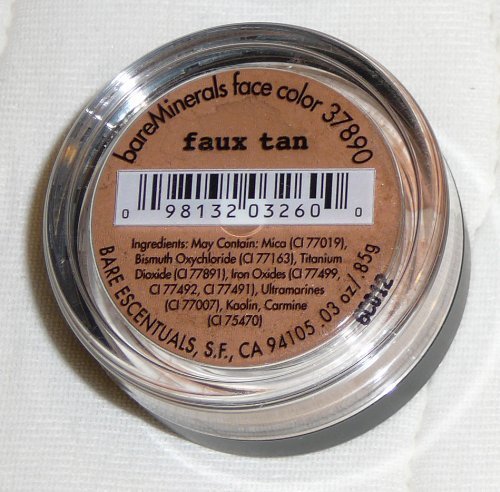 bareMinerals face color 37890
faux tan
0 98132 03260 0
Ingredients: May Contain: Mica (CI 77019),
Bismuth Oxychloride (CI 77163), Titanium
Dioxide (CI 77891), Iron Oxides (CI 77499,
CI 77492, CI 77491), Ultramarines
(CI 77007), Kaolin, Carmine
(CI 75470)
BARE ESCENTUALS, S.F., CA 94105 .03 oz/.85g